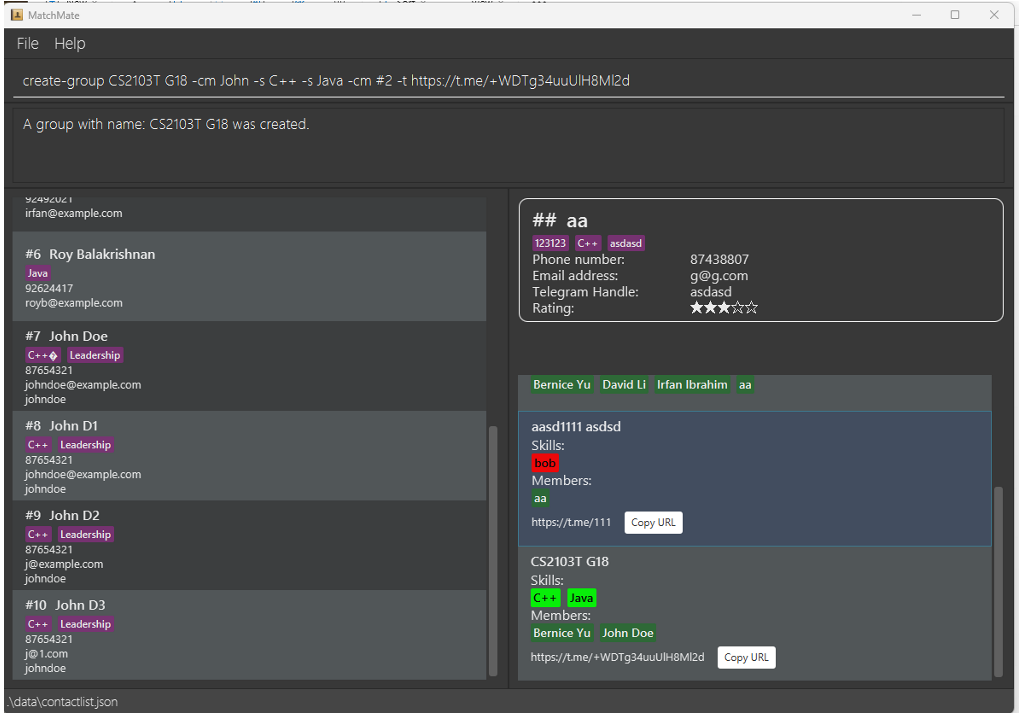 MatchMate
File Help
create-group CS2103T G18 -cm John -s C++ -s Java -cm #2 -t https://t.me/+WDTg34uuUlH8Ml2d
A group with name: CS2103T G18 was created.
92492021
irfan@example.com
#6 Roy Balakrishnan
Java
92624417
royb@example.com
#7 John Doe
C++� Leadership
87654321
johndoe@example.com
johndoe
#8 John D1
C++ Leadership
87654321
johndoe@example.com
johndoe
#9 John D2
C++ Leadership
87654321
j@example.com
johndoe
#10 John D3
C++ Leadership
87654321
j@1.com
johndoe
## aa
123123 C++ asdasd
Phone number: 87438807
Email address: g@g.com
Telegram Handle: asdasd
Rating: ★★★☆☆
Bernice Yu David Li Irfan Ibrahim aa
aasd1111 asdsd
Skills:
bob
Members:
aa
https://t.me/111 Copy URL
CS2103T G18
Skills:
C++ Java
Members:
Bernice Yu John Doe
https://t.me/+WDTg34uuUlH8Ml2d Copy URL
.\data\contactlist.json